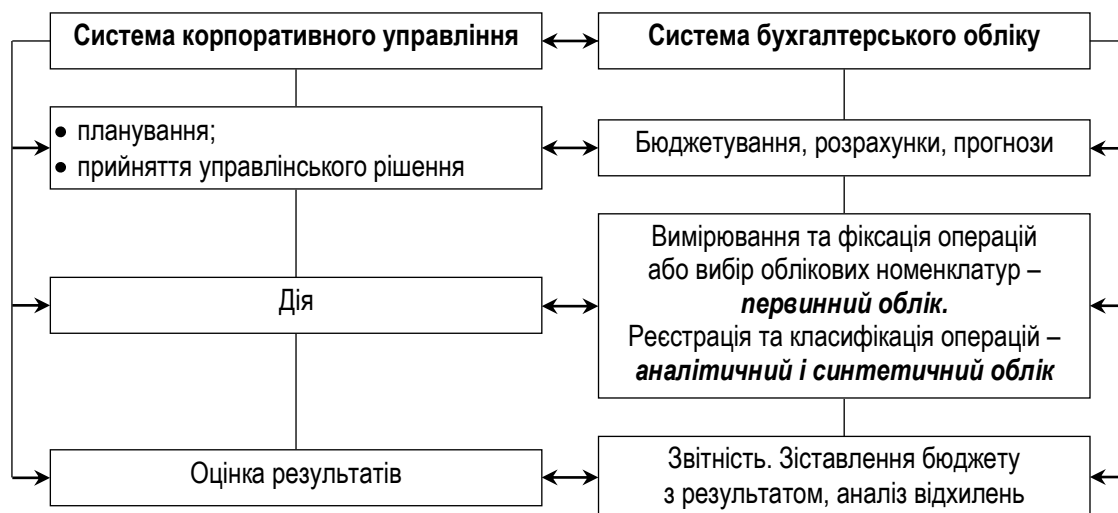 Система корпоративного управління
Система бухгалтерського обліку
• планування;
• прийняття управлінського рішення
Бюджетування, розрахунки, прогнози
Дія
Вимірювання та фіксація операцій
або вибір облікових номенклатур –
первинний облік.
Реєстрація та класифікація операцій –
аналітичний і синтетичний облік
Оцінка результатів
Звітність. Зіставлення бюджету
з результатом, аналіз відхилень